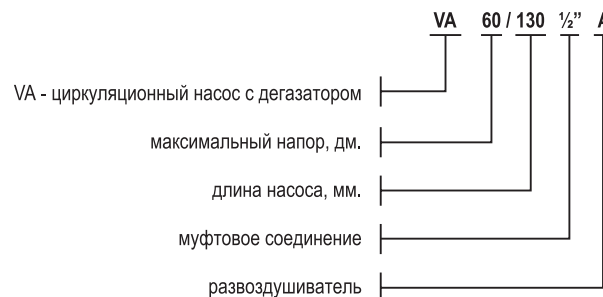 VA 60 / 130 ½” A
VA - циркуляционный насос с дегазатором
максимальный напор, дм.
длина насоса, мм.
муфтовое соединение
развоздушиватель